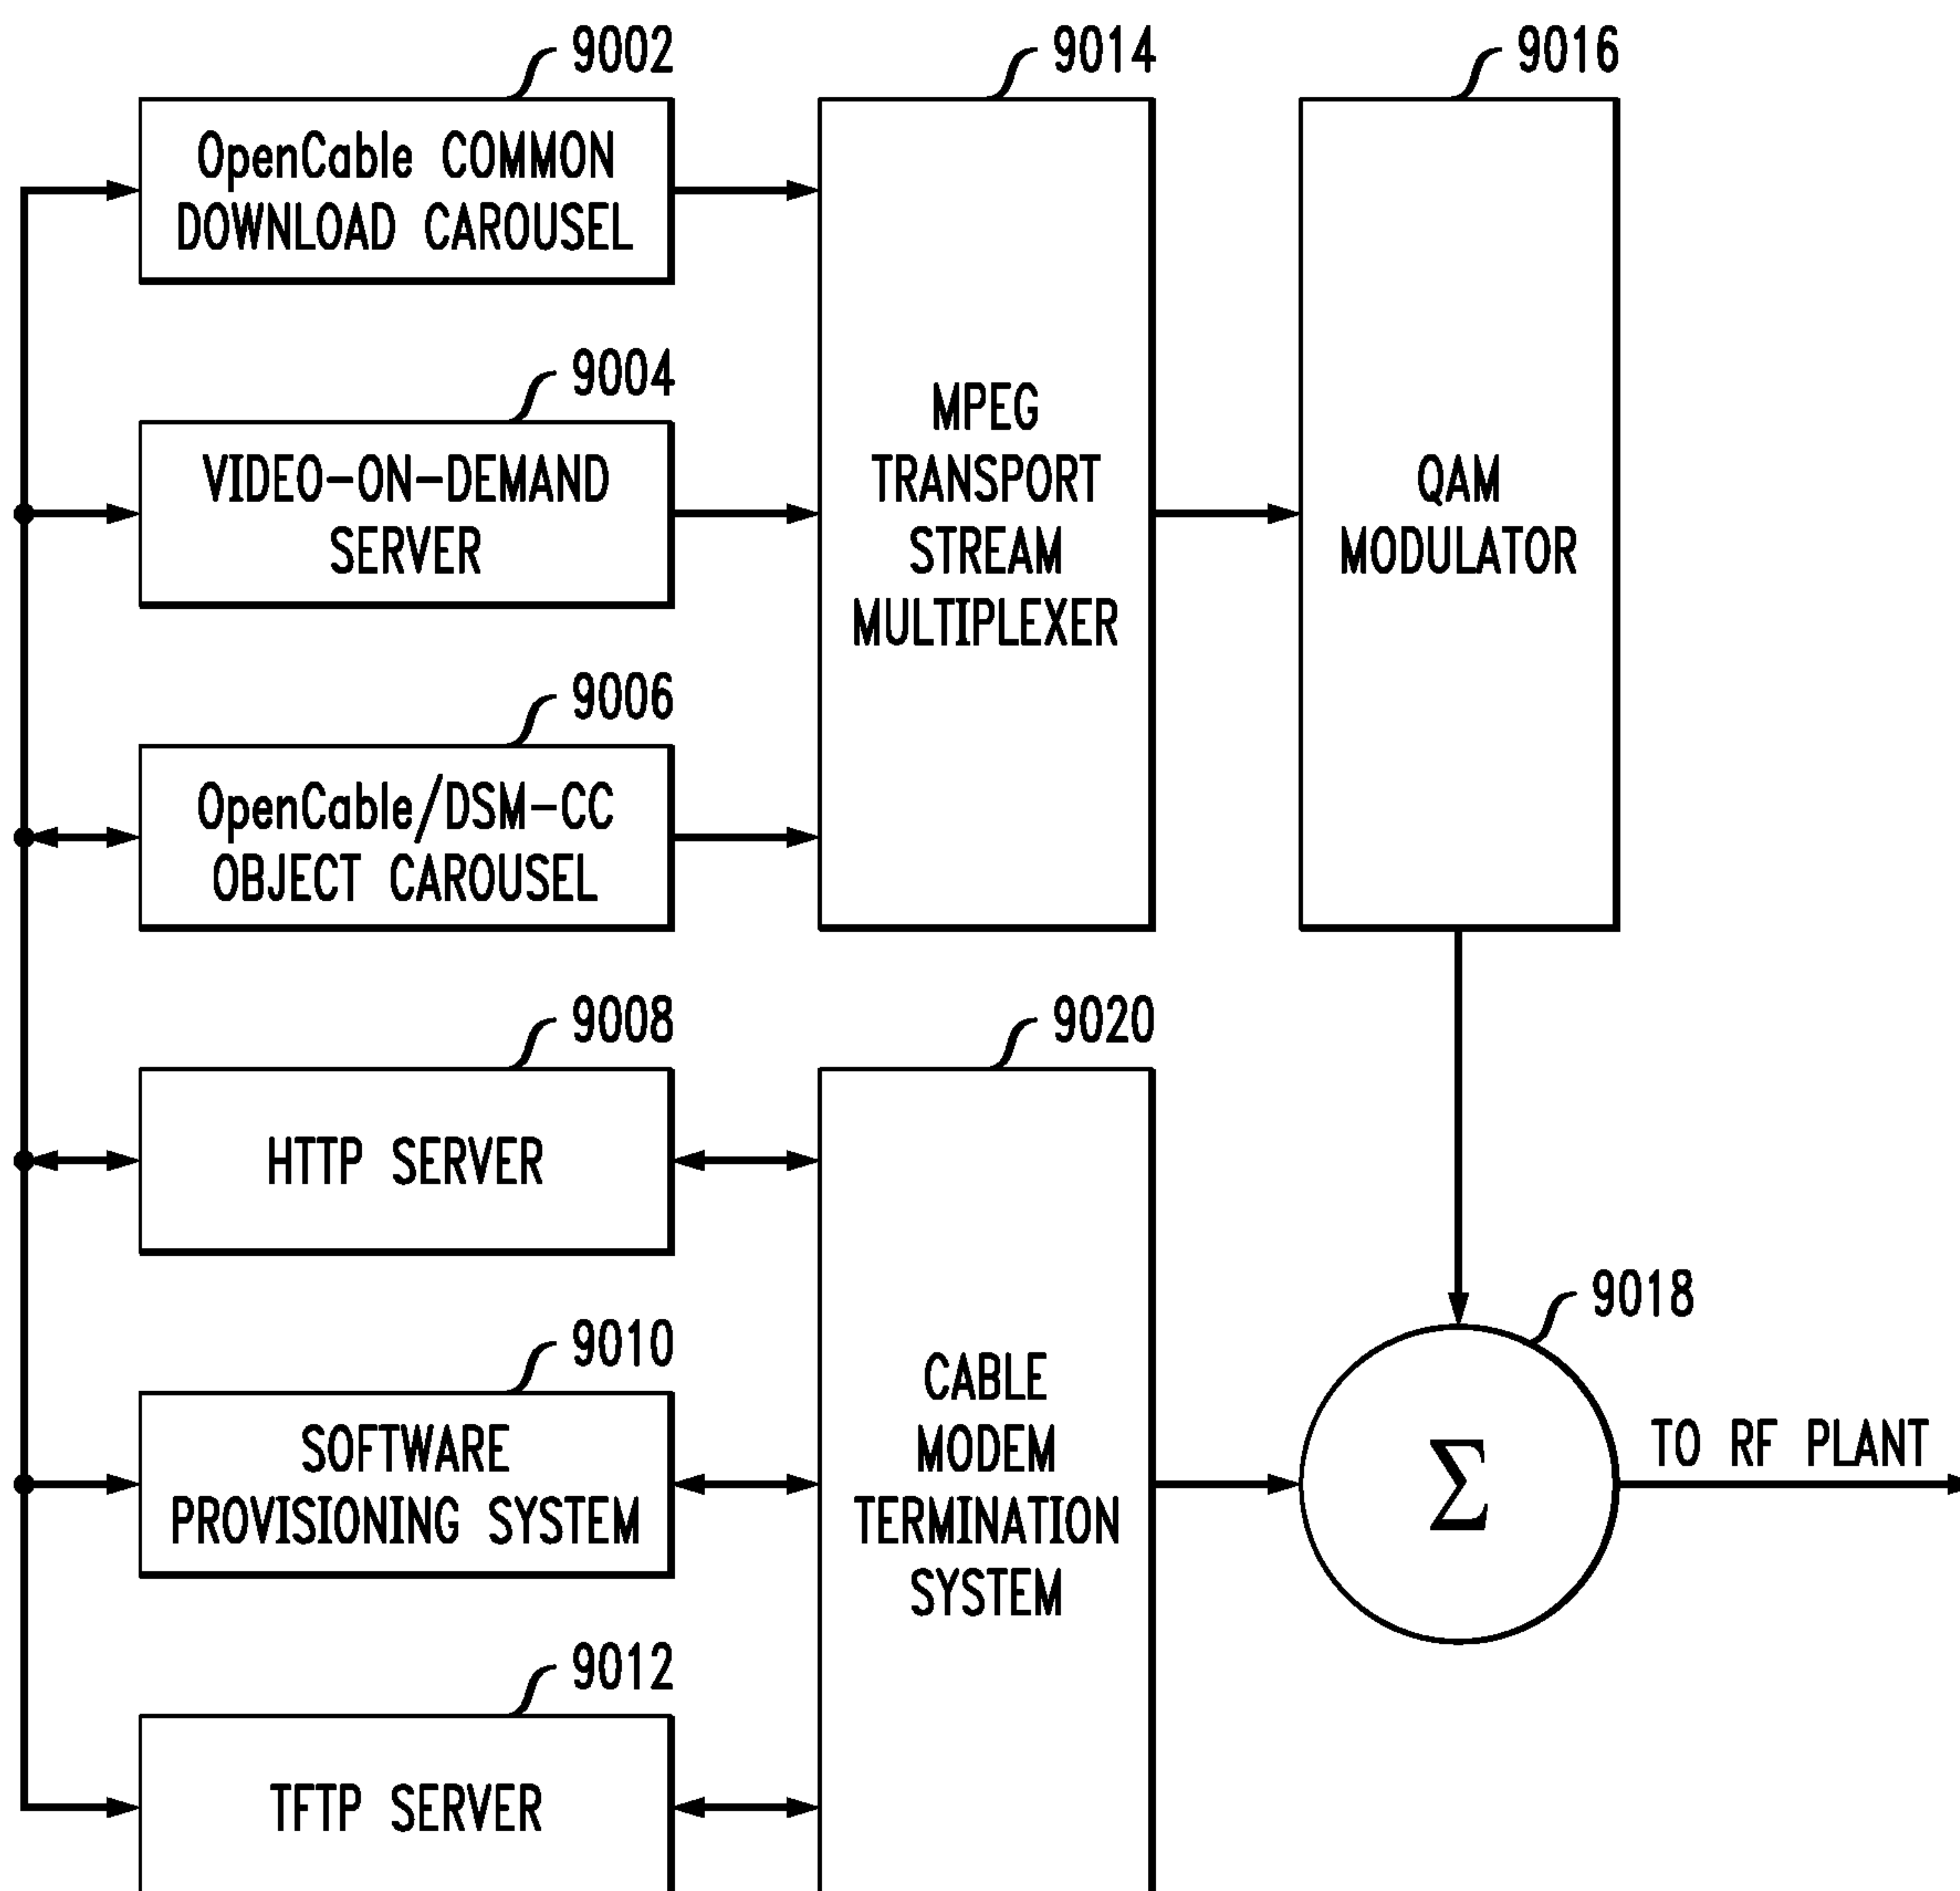 9002
OpenCable COMMON
DOWNLOAD CAROUSEL
9004
VIDEO-ON-DEMAND
SERVER
9006
OpenCable/DSM-CC
OBJECT CAROUSEL
9008
HTTP SERVER
9010
SOFTWARE
PROVISIONING SYSTEM
9012
TFTP SERVER
9014
MPEG
TRANSPORT
STREAM
MULTIPLEXER
9020
CABLE
MODEM
TERMINATION
SYSTEM
9016
QAM
MODULATOR
9018
Σ
TO RF PLANT